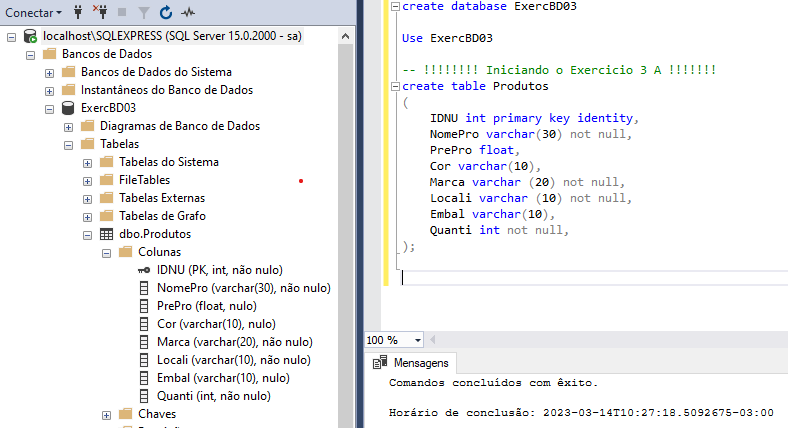 Conectar
localhost\SQLEXPRESS (SQL Server 15.0.2000 - sa)
Bancos de Dados
Bancos de Dados do Sistema
Instantâneos do Banco de Dados
ExercBD03
Diagramas de Banco de Dados
Tabelas
Tabelas do Sistema
FileTables
Tabelas Externas
Tabelas de Grafo
dbo.Produtos
Colunas
IDNU (PK, int, não nulo)
NomePro (varchar(30), não nulo)
PrePro (float, nulo)
Cor (varchar(10), nulo)
Marca (varchar(20), não nulo)
Locali (varchar(10), não nulo)
Embal (varchar(10), nulo)
Quanti (int, não nulo)
Chaves
create database ExercBD03
Use ExercBD03
-- !!!!!!!! Iniciando o Exercicio 3 A !!!!!!!
create table Produtos
(
IDNU int primary key identity,
NomePro varchar(30) not null,
PrePro float,
Cor varchar(10),
Marca varchar (20) not null,
Locali varchar (10) not null,
Embal varchar(10),
Quanti int not null,
);
100 %
Mensagens
Comandos concluídos com êxito.
Horário de conclusão: 2023-03-14T10:27:18.5092675-03:00